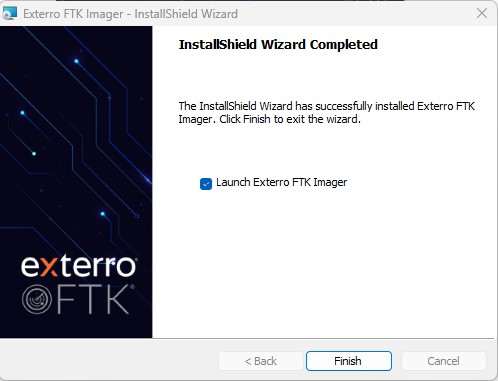 Exterro FTK Imager - InstallShield Wizard
InstallShield Wizard Completed
The InstallShield Wizard has successfully installed Exterro FTK
Imager. Click Finish to exit the wizard.
Launch Exterro FTK Imager
exterro
FTK®
< Back
Finish
Cancel